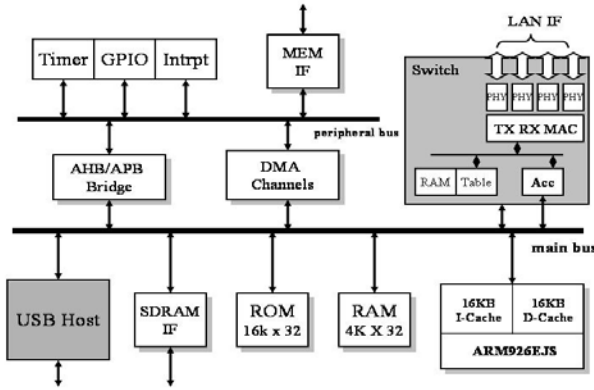 LAN IF
Timer GPIO Intrpt
MEM
IF
Switch
PHY PHY PHY PHY
TX RX MAC
peripheral bus
AHB/APB
Bridge
DMA
Channels
RAM Table Acc
main bus
USB Host
SDRAM
IF
ROM
16k x 32
RAM
4K X 32
16KB
I-Cache
16KB
D-Cache
ARM926EJS